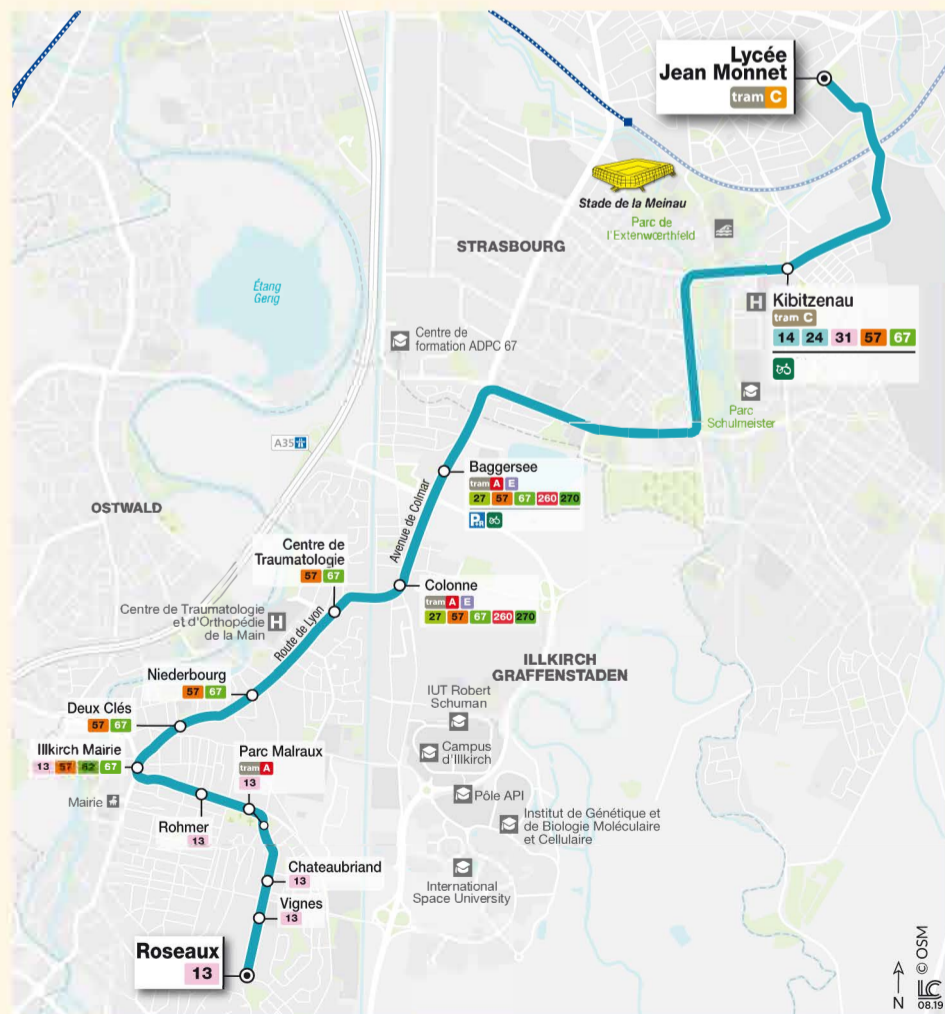 Lycée
Jean Monnet
tram C
Stade de la Meinau
Parc de
l'Extenwœrthfeld
STRASBOURG
Étang
Gerig
H
Kibitzenau
tram C
14 24 31 57 67
Centre de
formation ADPC 67
Parc
Schulmeister
A35
Baggersee
tram A E
27 57 67 260 270
P+R
Avenue de Colmar
OSTWALD
Centre de
Traumatologie
57 67
Colonne
tram A E
27 57 67 260 270
Centre de Traumatologie
et d'Orthopédie
de la Main
H
Route de Lyon
ILLKIRCH
GRAFFENSTADEN
Niederbourg
57 67
IUT Robert
Schuman
Deux Clés
57 67
Illkirch Mairie
13 57 62 67
Parc Malraux
tram A
13
Campus
d'Illkirch
Mairie
Pôle API
Rohmer
13
Institut de Génétique et
de Biologie Moléculaire
et Cellulaire
Chateaubriand
13
International
Space University
Vignes
13
Roseaux
13
N
© OSM
LC
08.19